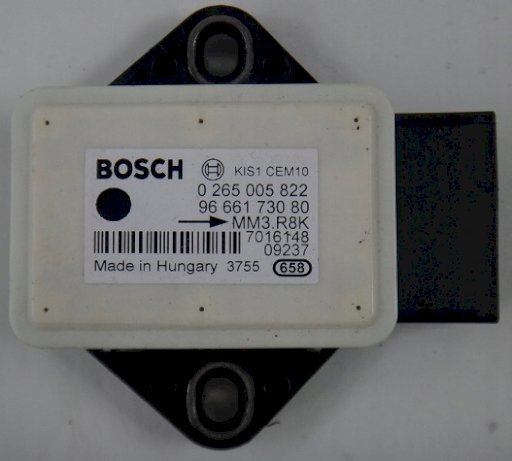 BOSCH KIS1 CEM10
0 265 005 822
96 661 730 80
MM3.R8K
7016148
09237
Made in Hungary 3755 658